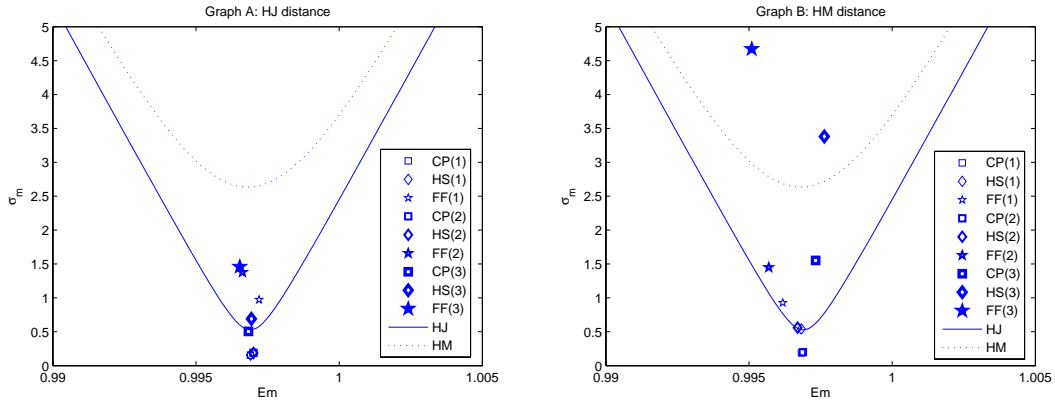 Graph A: HJ distance
5
4.5
4
3.5
3
2.5
2
1.5
1
0.5
0
σm
0.99
0.995
1
1.005
Em
CP(1)
HS(1)
FF(1)
CP(2)
HS(2)
FF(2)
CP(3)
HS(3)
FF(3)
HJ
HM
Graph B: HM distance
5
4.5
4
3.5
3
2.5
2
1.5
1
0.5
0
σm
0.99
0.995
1
1.005
Em
CP(1)
HS(1)
FF(1)
CP(2)
HS(2)
FF(2)
CP(3)
HS(3)
FF(3)
HJ
HM